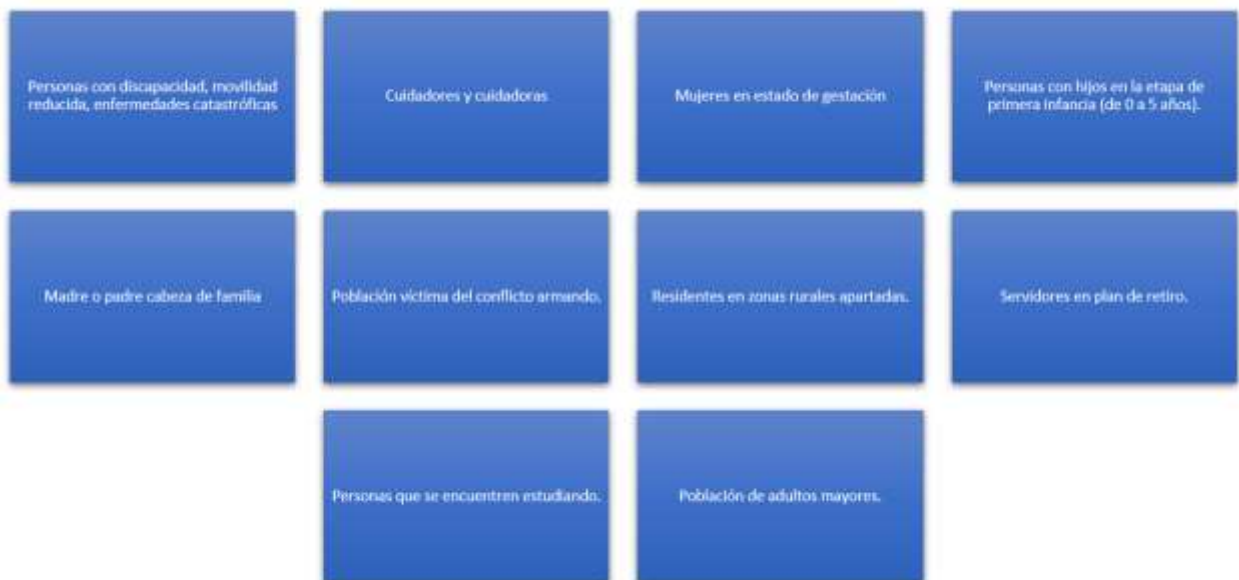 Personas con discapacidad, movilidad
reducida, enfermedades catastróficas
Cuidadores y cuidadoras
Mujeres en estado de gestación
Personas con hijos en la etapa de
primera infancia (de 0 a 5 años).
Madre o padre cabeza de familia
Población víctima del conflicto armando.
Residentes en zonas rurales apartadas.
Servidores en plan de retiro.
Personas que se encuentren estudiando.
Población de adultos mayores.